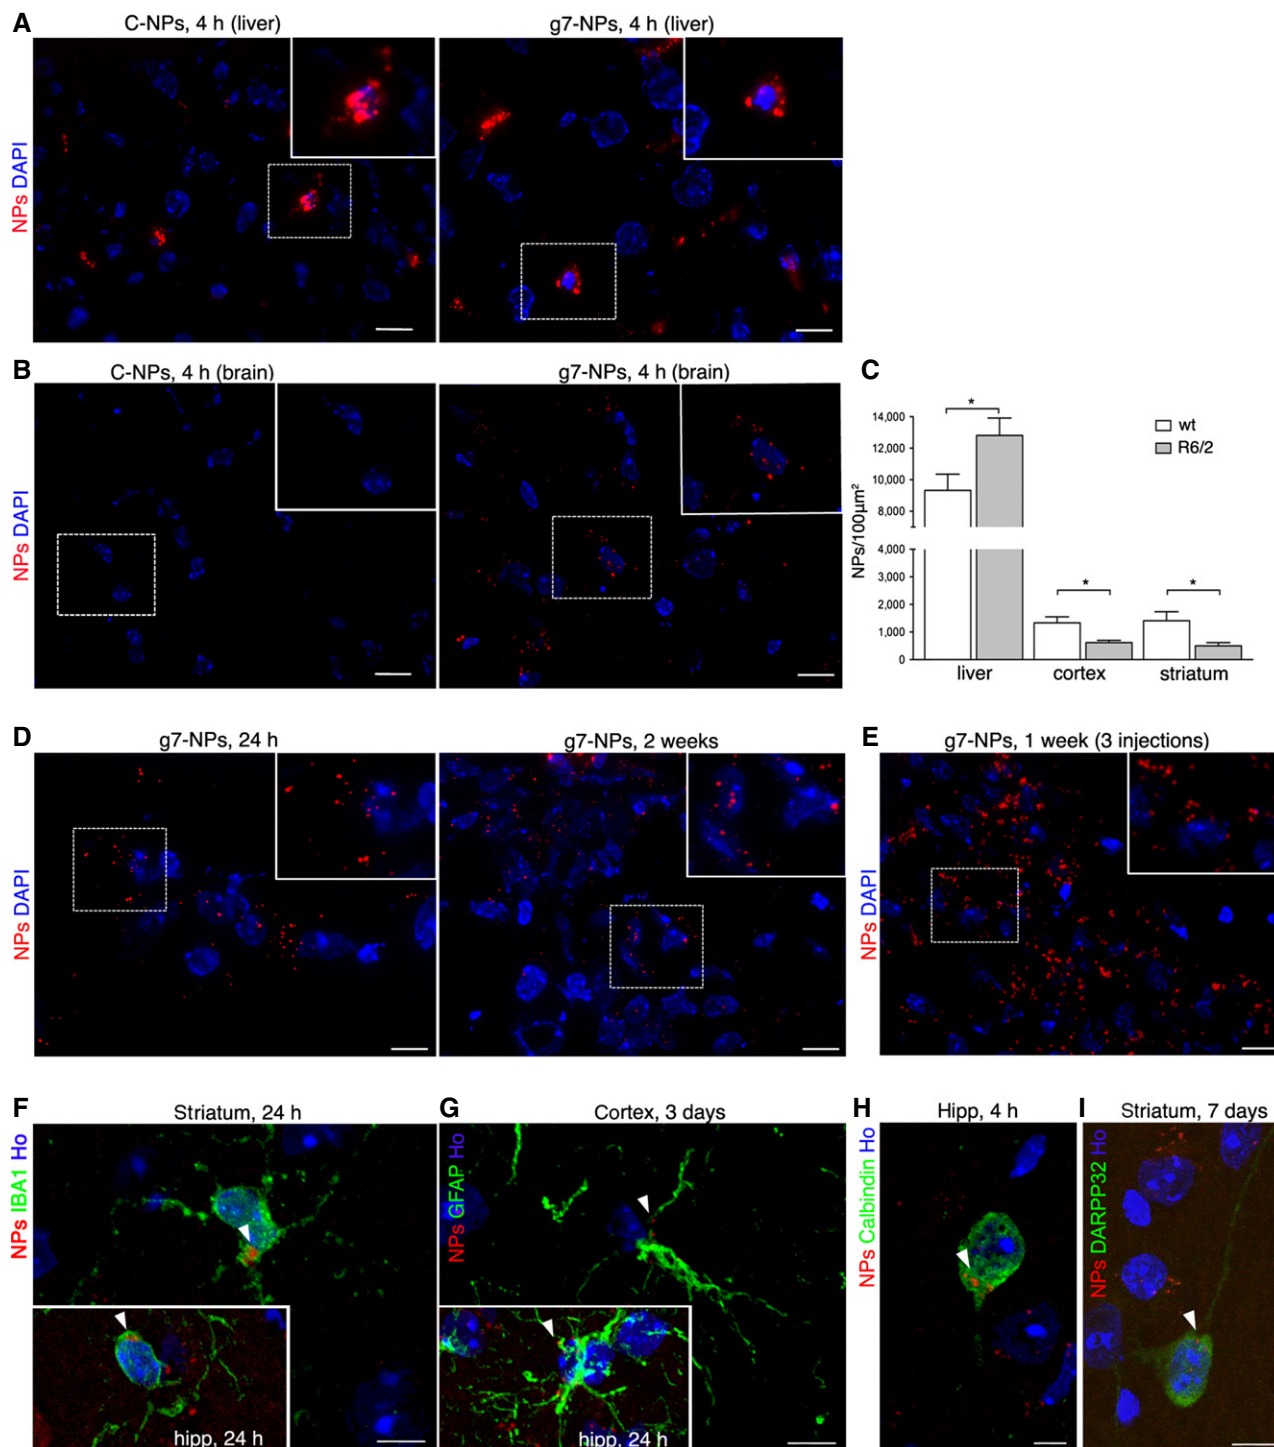 A
C-NPs, 4 h (liver)
g7-NPs, 4 h (liver)
NPs DAPI
B
C-NPs, 4 h (brain)
g7-NPs, 4 h (brain)
NPs DAPI
C
NPs/100µm²
14,000
12,000
10,000
8,000
4,000
3,000
2,000
1,000
0
*
*
*
wt
R6/2
liver
cortex
striatum
D
g7-NPs, 24 h
g7-NPs, 2 weeks
NPs DAPI
E
g7-NPs, 1 week (3 injections)
NPs DAPI
F
Striatum, 24 h
NPs IBA1 Ho
hipp, 24 h
G
Cortex, 3 days
NPs GFAP Ho
hipp, 24 h
H
Hipp, 4 h
NPs Calbindin Ho
I
Striatum, 7 days
NPs DARPP32 Ho